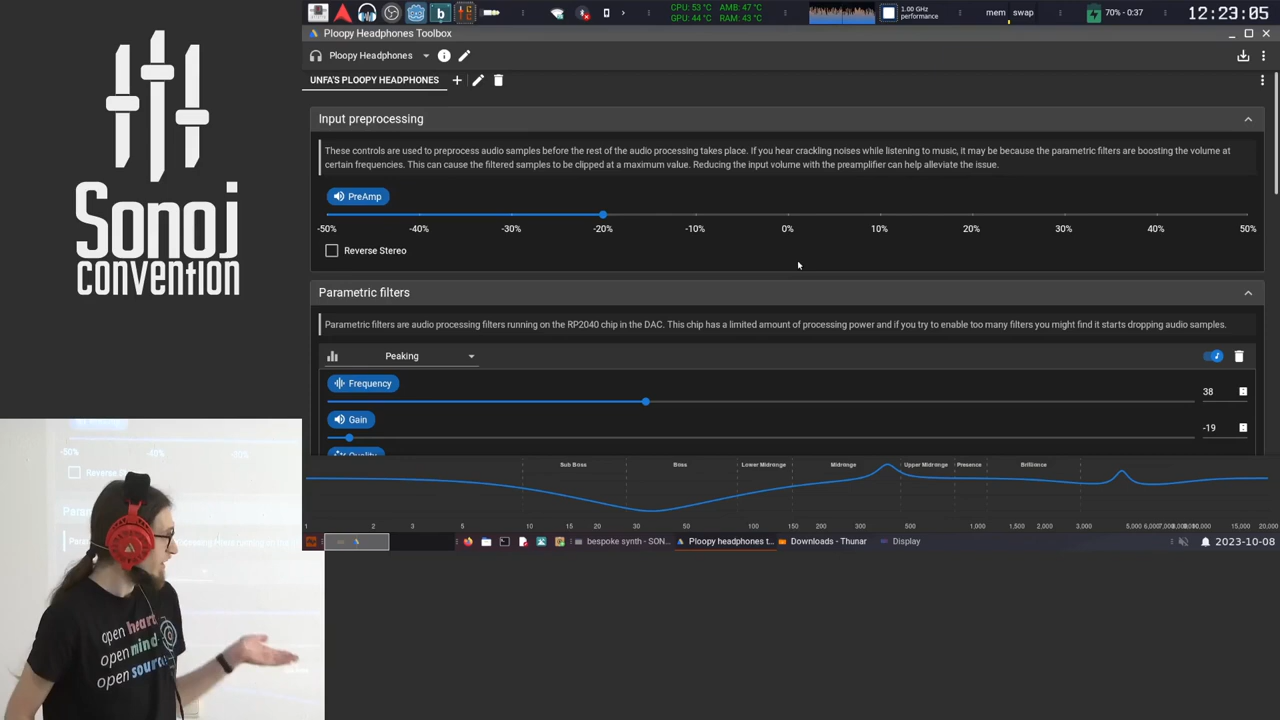 Sonoj
convention
CPU: 53 °C AMB: 47 °C
GPU: 44 °C RAM: 43 °C
1.00 GHz
performance
mem swap
70% - 0:37
12:23:05
Ploopy Headphones Toolbox
Ploopy Headphones
UNFA'S PLOOPY HEADPHONES
Input preprocessing
These controls are used to preprocess audio samples before the rest of the audio processing takes place. If you hear crackling noises while listening to music, it may be because the parametric filters are boosting the volume at
certain frequencies. This can cause the filtered samples to be clipped at a maximum value. Reducing the input volume with the preamplifier can help alleviate the issue.
PreAmp
-50% -40% -30% -20% -10% 0% 10% 20% 30% 40% 50%
Reverse Stereo
Parametric filters
Parametric filters are audio processing filters running on the RP2040 chip in the DAC. This chip has a limited amount of processing power and if you try to enable too many filters you might find it starts dropping audio samples.
Peaking
Frequency
38
Gain
-19
Quality
Sub Bass Bass Lower Midrange Midrange Upper Midrange Presence Brilliance
1 2 3 5 10 15 20 30 50 100 150 200 300 500 1,000 1,500 2,000 3,000 5,000 15,000 20,000
bespoke synth - SON... Ploopy headphones t... Downloads - Thunar Display
2023-10-08
-50% -40%
open heart
open mind
open source